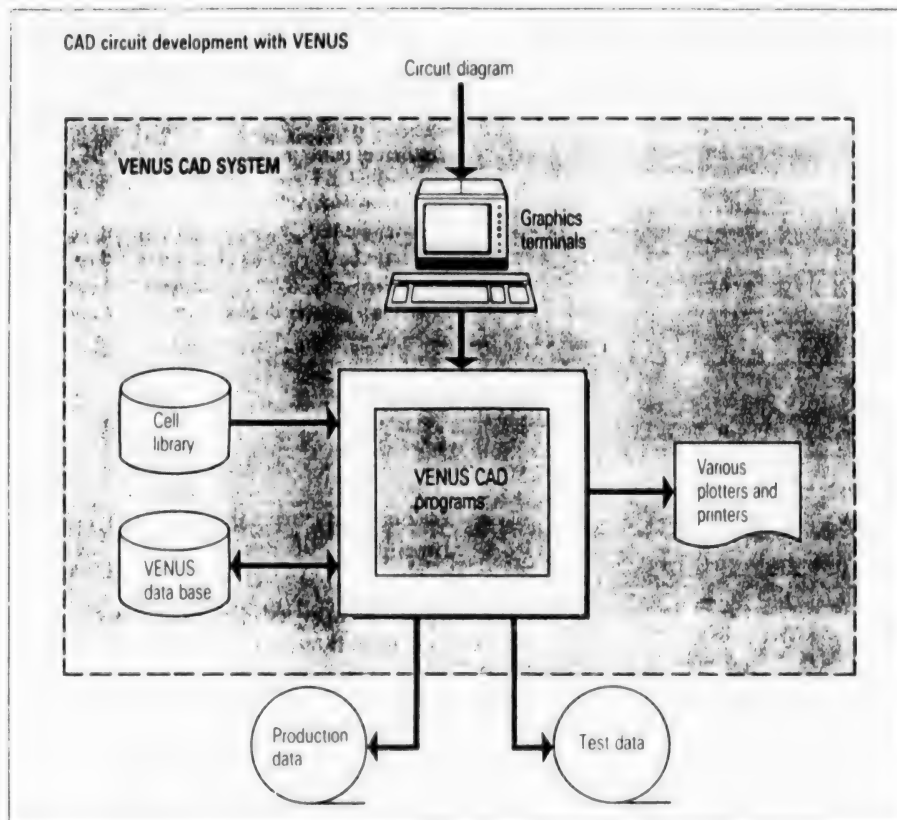 CAD circuit development with VENUS
Circuit diagram
VENUS CAD SYSTEM
Graphics
terminals
Cell
library
VENUS CAD
programs
Various
plotters and
printers
VENUS
data base
Production
data
Test data